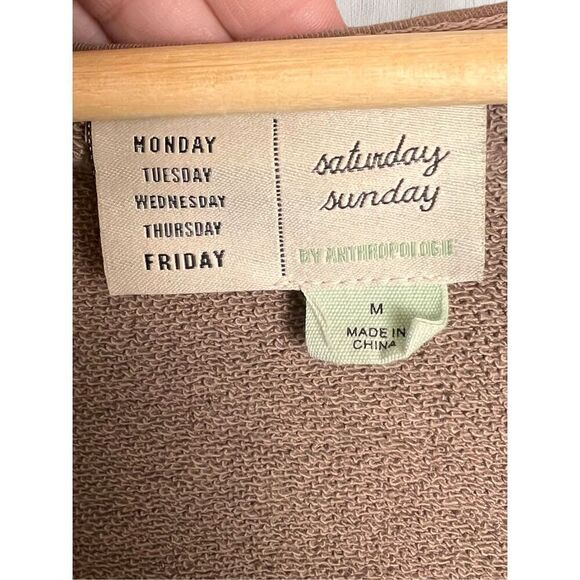 MONDAY
TUESDAY
WEDNESDAY
THURSDAY
FRIDAY
saturday
sunday
BY ANTHROPOLOGIE
M
MADE IN
CHINA